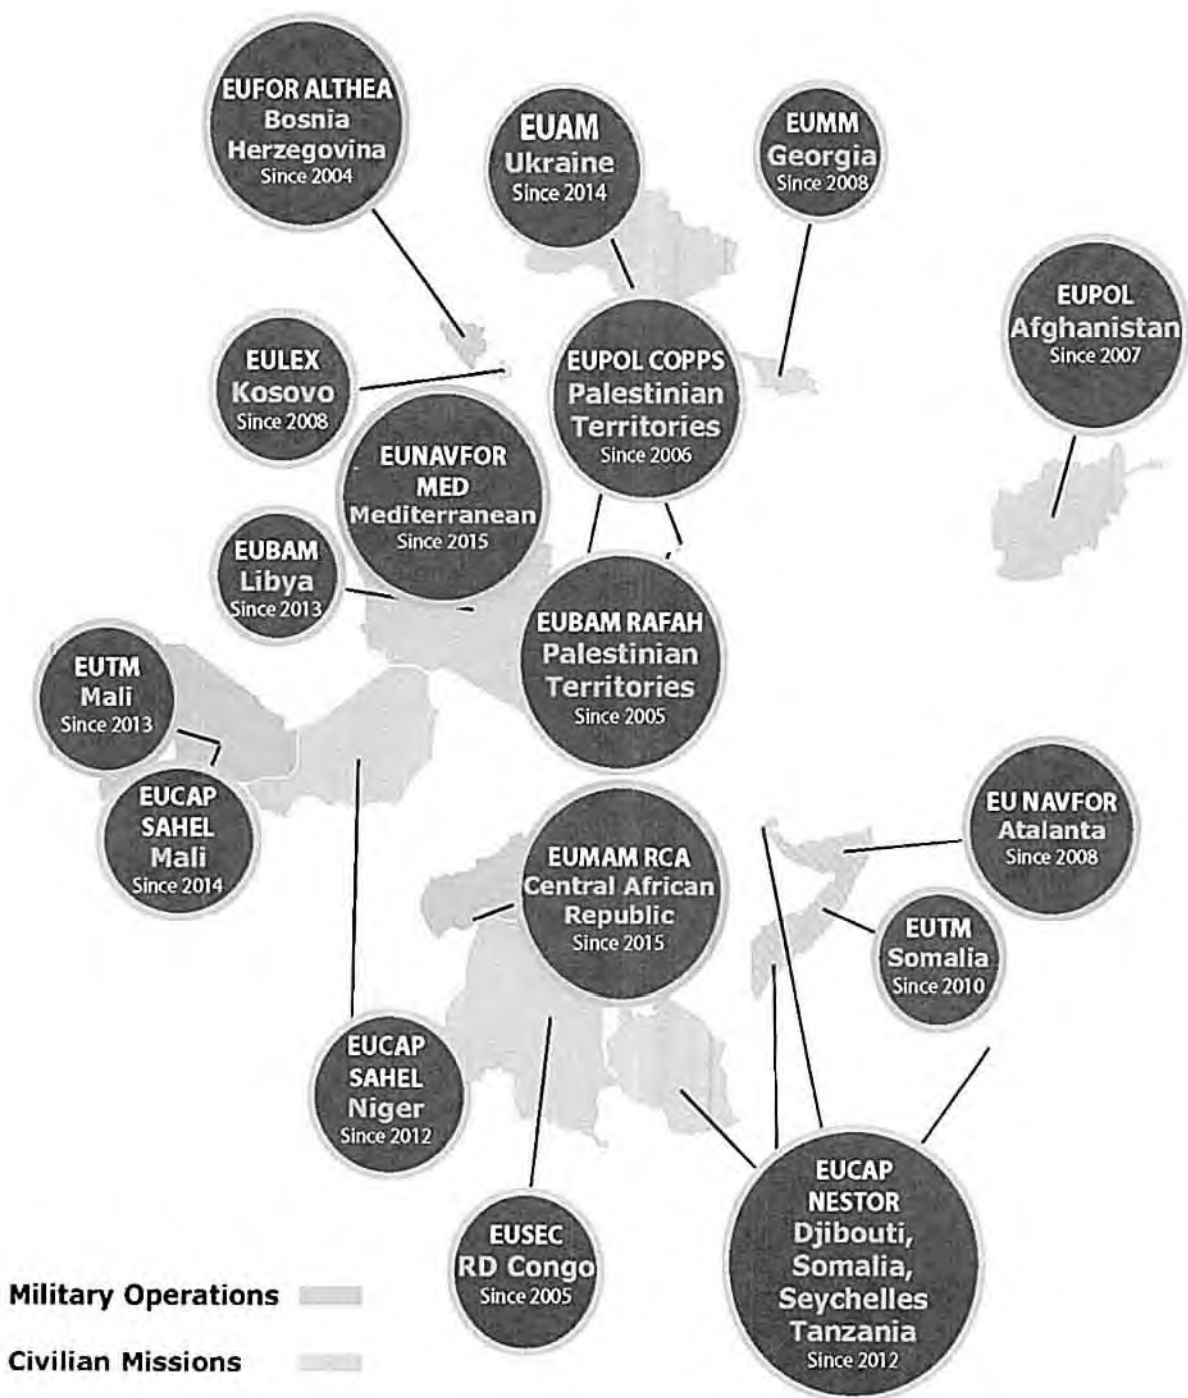 EUFOR ALTHEA
Bosnia
Herzegovina
Since 2004
EUAM
Ukraine
Since 2014
EUMM
Georgia
Since 2008
EUPOL
Afghanistan
Since 2007
EULEX
Kosovo
Since 2008
EUPOL COPPS
Palestinian
Territories
Since 2006
EUNAVFOR
MED
Mediterranean
Since 2015
EUBAM
Libya
Since 2013
EUBAM RAFAH
Palestinian
Territories
Since 2005
EUTM
Mali
Since 2013
EUCAP
SAHEL
Mali
Since 2014
EUMAM RCA
Central African
Republic
Since 2015
EU NAVFOR
Atalanta
Since 2008
EUTM
Somalia
Since 2010
EUCAP
SAHEL
Niger
Since 2012
EUSEC
RD Congo
Since 2005
EUCAP
NESTOR
Djibouti,
Somalia,
Seychelles
Tanzania
Since 2012
Military Operations
Civilian Missions